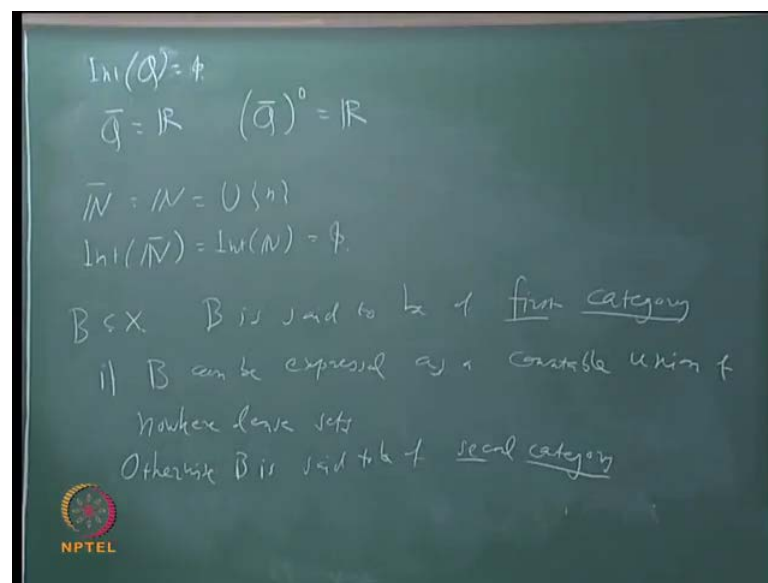 Int(Q) = ϕ.
Q̄ = ℝ (Q̄)⁰ = ℝ
N̄ = N = ∪ {n}
Int(N̄) = Int(N) = ϕ.
B ⊆ X. B is said to be of first category
if B can be expressed as a countable union of
nowhere dense sets
Otherwise B is said to be of second category
NPTEL